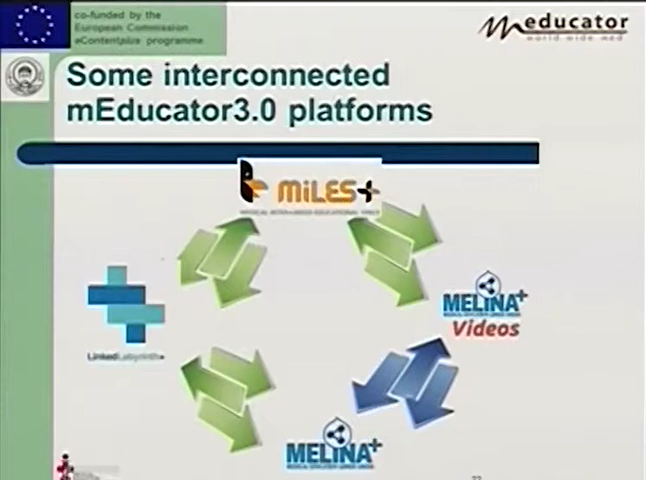 co-funded by the
European Commission
eContentplus programme
meducator
world wide med
Some interconnected
mEducator3.0 platforms
MILES+
MELINA+
Videos
LinkedLabyrinth+
MELINA+